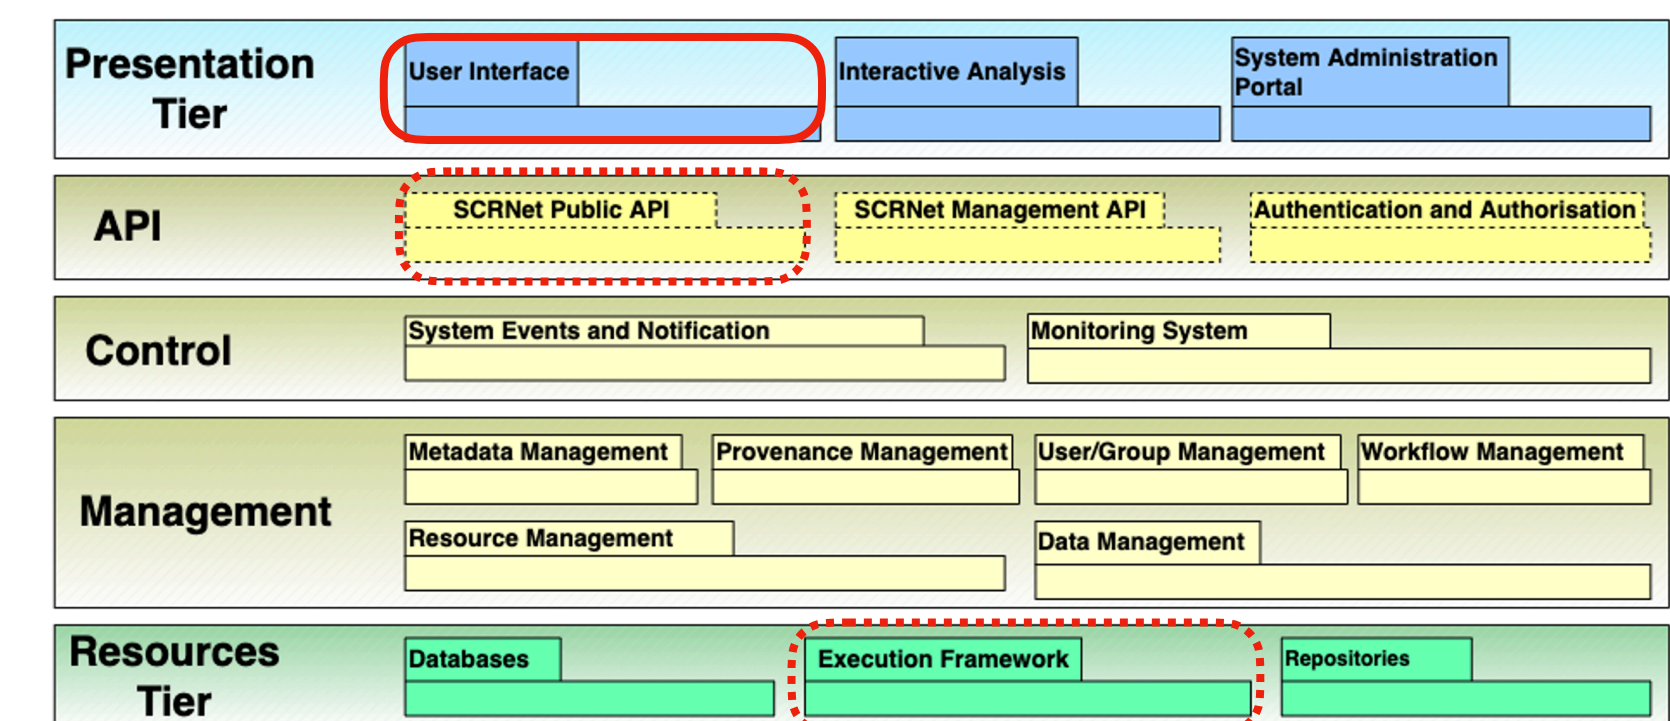 Presentation
Tier
User Interface
Interactive Analysis
System Administration
Portal
API
SCRNet Public API
SCRNet Management API
Authentication and Authorisation
Control
System Events and Notification
Monitoring System
Management
Metadata Management
Provenance Management
User/Group Management
Workflow Management
Resource Management
Data Management
Resources
Tier
Databases
Execution Framework
Repositories